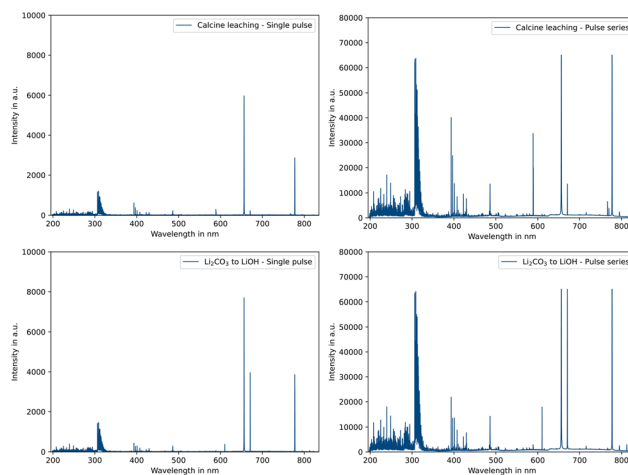 10000
8000
6000
4000
2000
0
Intensity in a.u.
Calcine leaching - Single pulse
200 300 400 500 600 700 800
Wavelength in nm
80000
70000
60000
50000
40000
30000
20000
10000
0
Intensity in a.u.
Calcine leaching - Pulse series
200 300 400 500 600 700 800
Wavelength in nm
10000
8000
6000
4000
2000
0
Intensity in a.u.
Li₂CO₃ to LiOH - Single pulse
200 300 400 500 600 700 800
Wavelength in nm
80000
70000
60000
50000
40000
30000
20000
10000
0
Intensity in a.u.
Li₂CO₃ to LiOH - Pulse series
200 300 400 500 600 700 800
Wavelength in nm